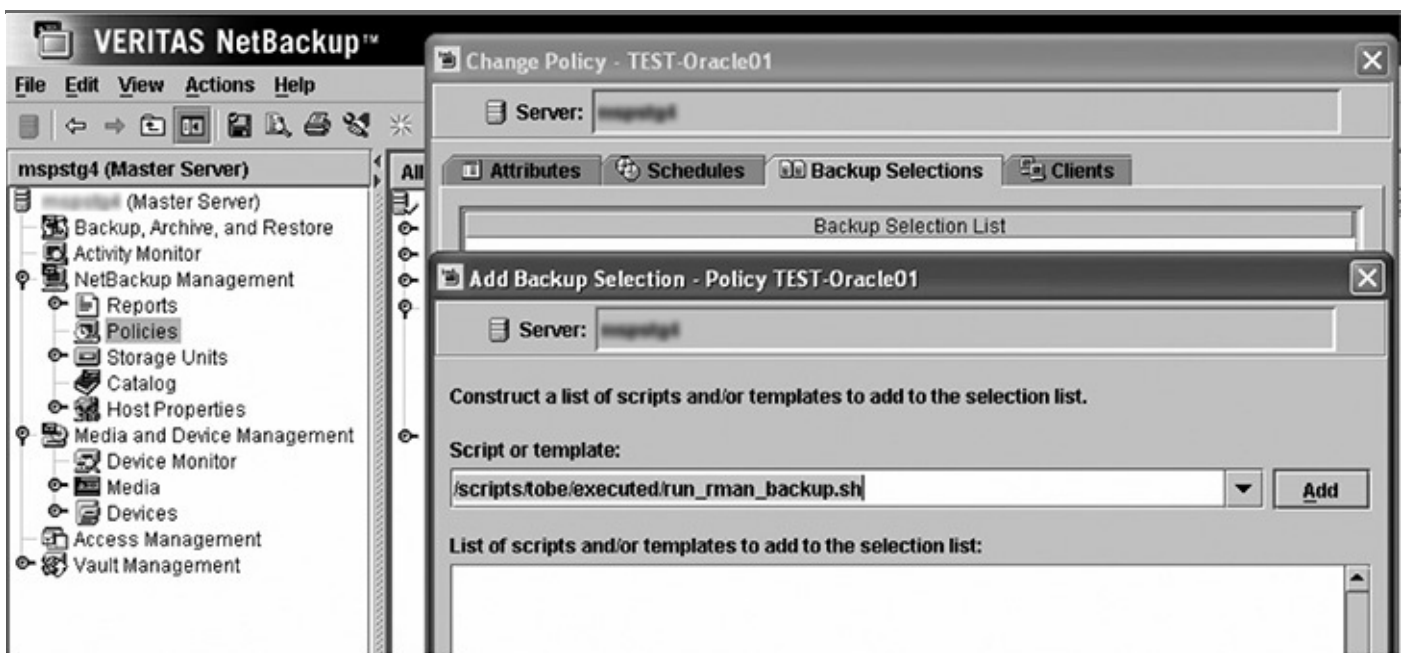 VERITAS NetBackup™
File Edit View Actions Help
mspstg4 (Master Server)
(Master Server)
Backup, Archive, and Restore
Activity Monitor
NetBackup Management
Reports
Policies
Storage Units
Catalog
Host Properties
Media and Device Management
Device Monitor
Media
Devices
Access Management
Vault Management
All
Change Policy - TEST-Oracle01
Server:
Attributes Schedules Backup Selections Clients
Backup Selection List
Add Backup Selection - Policy TEST-Oracle01
Server:
Construct a list of scripts and/or templates to add to the selection list.
Script or template:
/scripts/tobe/executed/run_rman_backup.sh Add
List of scripts and/or templates to add to the selection list: